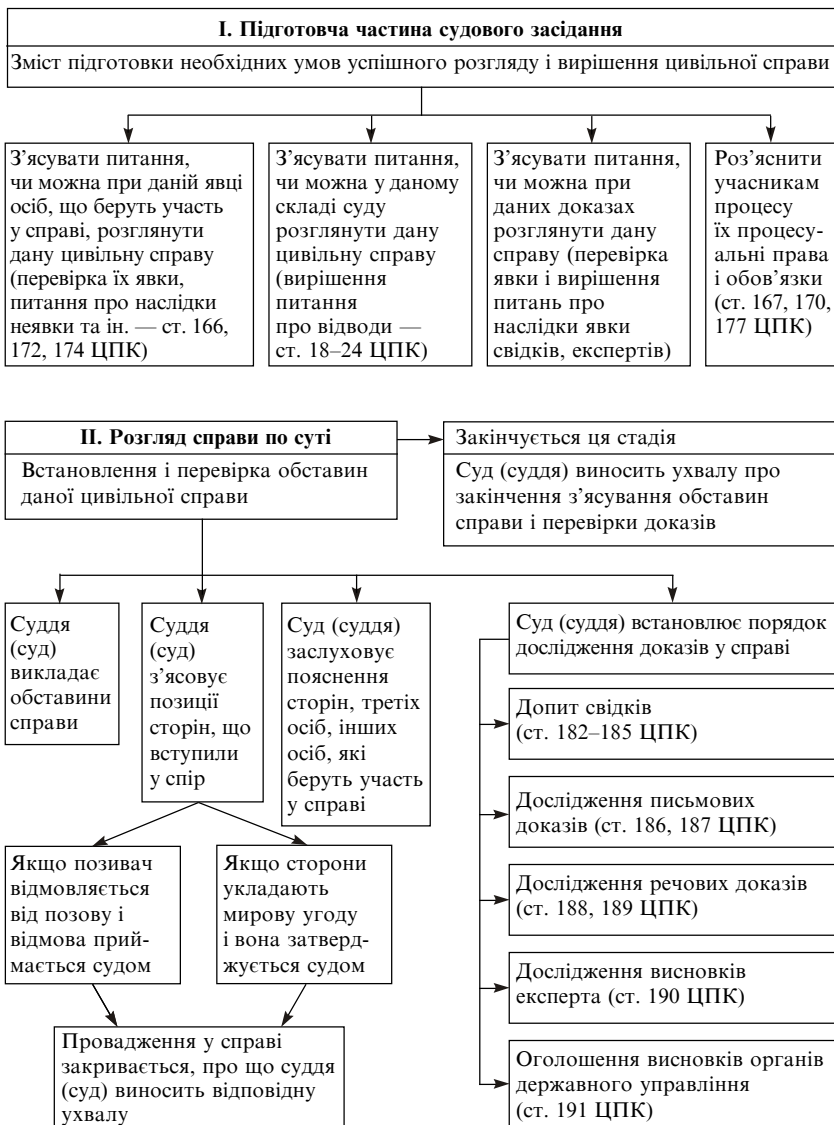 І. Підготовча частина судового засідання
Зміст підготовки необхідних умов успішного розгляду і вирішення цивільної справи
З’ясувати питання,
чи можна при даній явці
осіб, що беруть участь
у справі, розглянути
дану цивільну справу
(перевірка їх явки,
питання про наслідки
неявки та ін. — ст. 166,
172, 174 ЦПК)
З’ясувати питання,
чи можна у даному
складі суду
розглянути дану
цивільну справу
(вирішення
питання
про відводи —
ст. 18–24 ЦПК)
З’ясувати питання,
чи можна при
даних доказах
розглянути дану
справу (перевірка
явки і вирішення
питань про
наслідки явки
свідків, експертів)
Роз’яснити
учасникам
процесу
їх процесу-
альні права
і обов’язки
(ст. 167, 170,
177 ЦПК)
ІІ. Розгляд справи по суті
Встановлення і перевірка обставин
даної цивільної справи
Закінчується ця стадія
Суд (суддя) виносить ухвалу про
закінчення з’ясування обставин
справи і перевірки доказів
Суддя
(суд)
викладає
обставини
справи
Суддя
(суд)
з’ясовує
позиції
сторін, що
вступили
у спір
Суд (суддя)
заслуховує
пояснення
сторін, третіх
осіб, інших
осіб, які
беруть участь
у справі
Суд (суддя) встановлює порядок
дослідження доказів у справі
Допит свідків
(ст. 182–185 ЦПК)
Дослідження письмових
доказів (ст. 186, 187 ЦПК)
Дослідження речових доказів
(ст. 188, 189 ЦПК)
Дослідження висновків
експерта (ст. 190 ЦПК)
Оголошення висновків органів
державного управління
(ст. 191 ЦПК)
Якщо позивач
відмовляється
від позову і
відмова прий-
мається судом
Якщо сторони
укладають
мирову угоду
і вона затверд-
жується судом
Провадження у справі
закривається, про що суддя
(суд) виносить відповідну
ухвалу